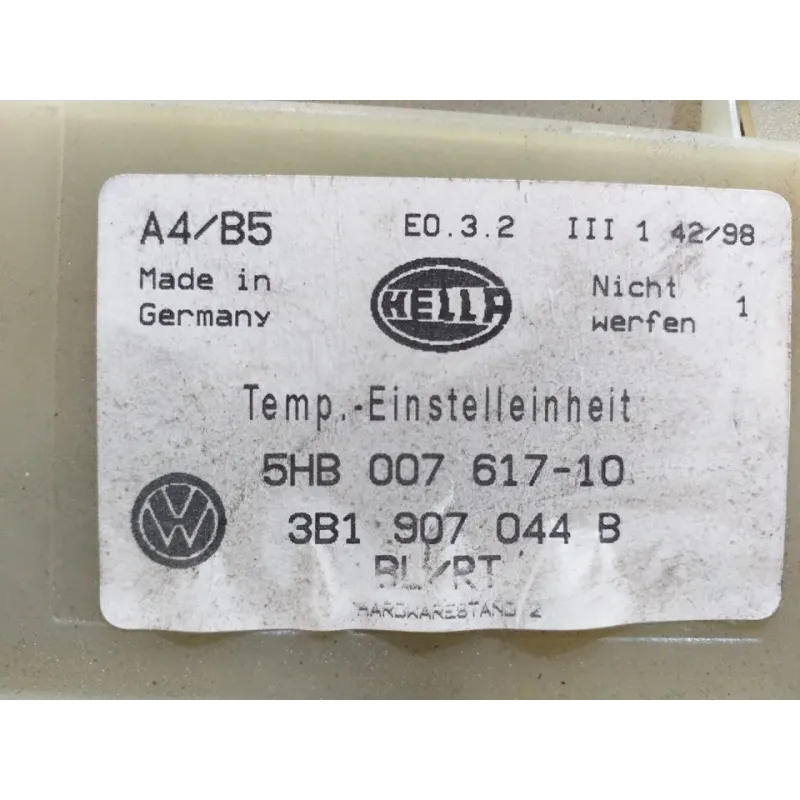 A4/B5 E0.3.2 III 1 42/98
Made in Germany
HELLA
Nicht werfen 1
Temp.-Einstelleinheit
5HB 007 617-10
VW
3B1 907 044 B
BL/RT
HARDWARESTAND 2